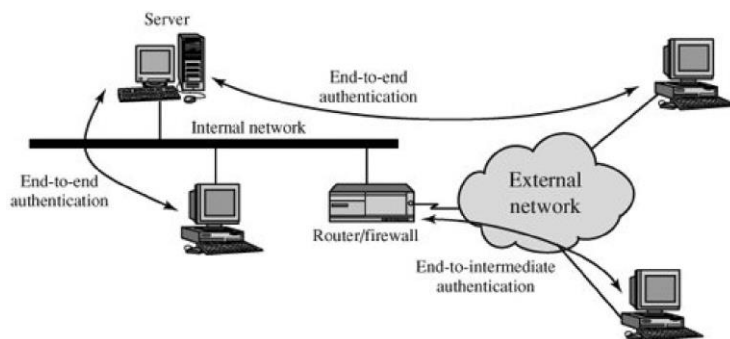 Server
End-to-end
authentication
Internal network
End-to-end
authentication
External
network
Router/firewall
End-to-intermediate
authentication